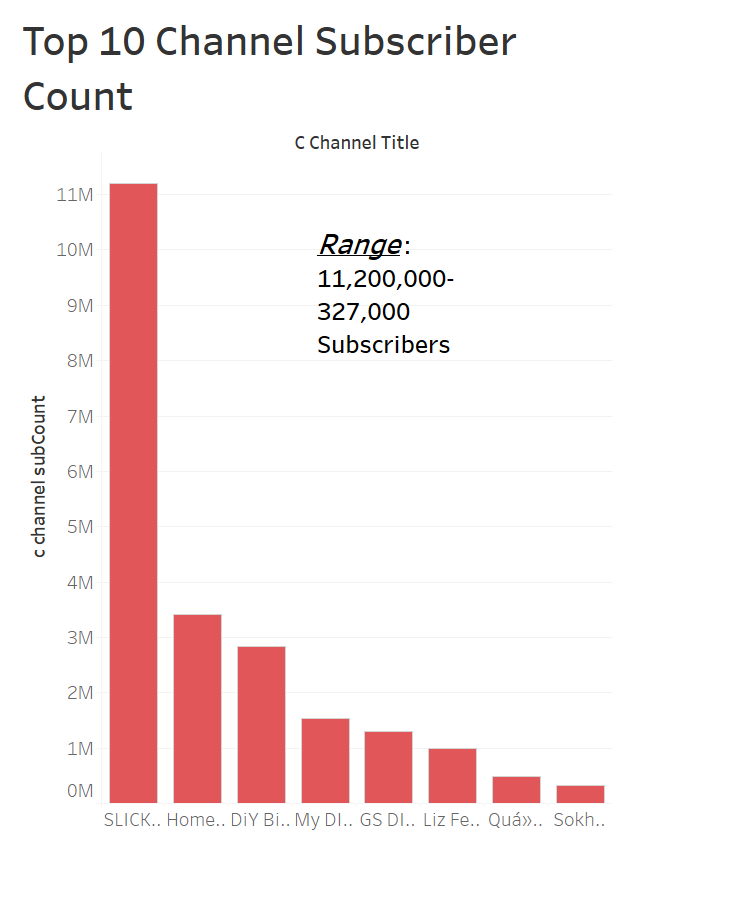 Top 10 Channel Subscriber
Count
C Channel Title
11M
10M
9M
8M
7M
6M
5M
4M
3M
2M
1M
0M
c channel subCount
Range:
11,200,000-
327,000
Subscribers
SLICK.. Home.. DiY Bi.. My DI.. GS DI.. Liz Fe.. Quá».. Sokh..